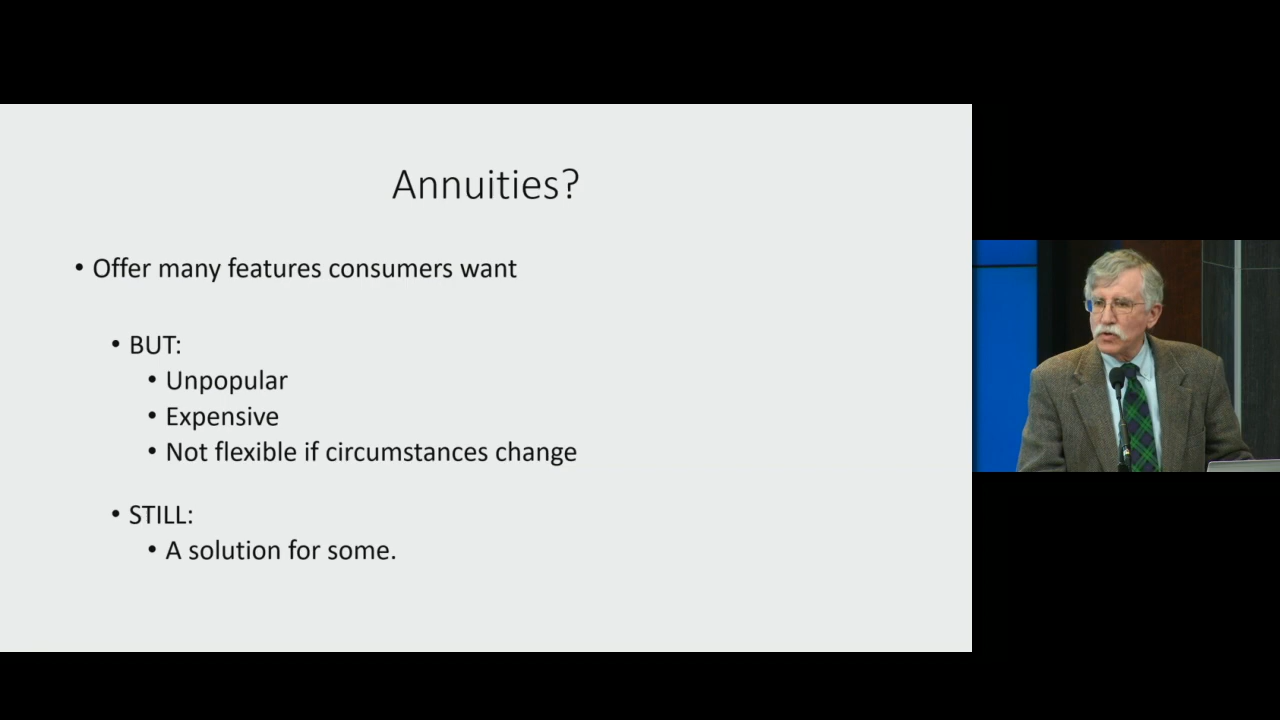 Annuities?
• Offer many features consumers want
• BUT:
• Unpopular
• Expensive
• Not flexible if circumstances change
• STILL:
• A solution for some.